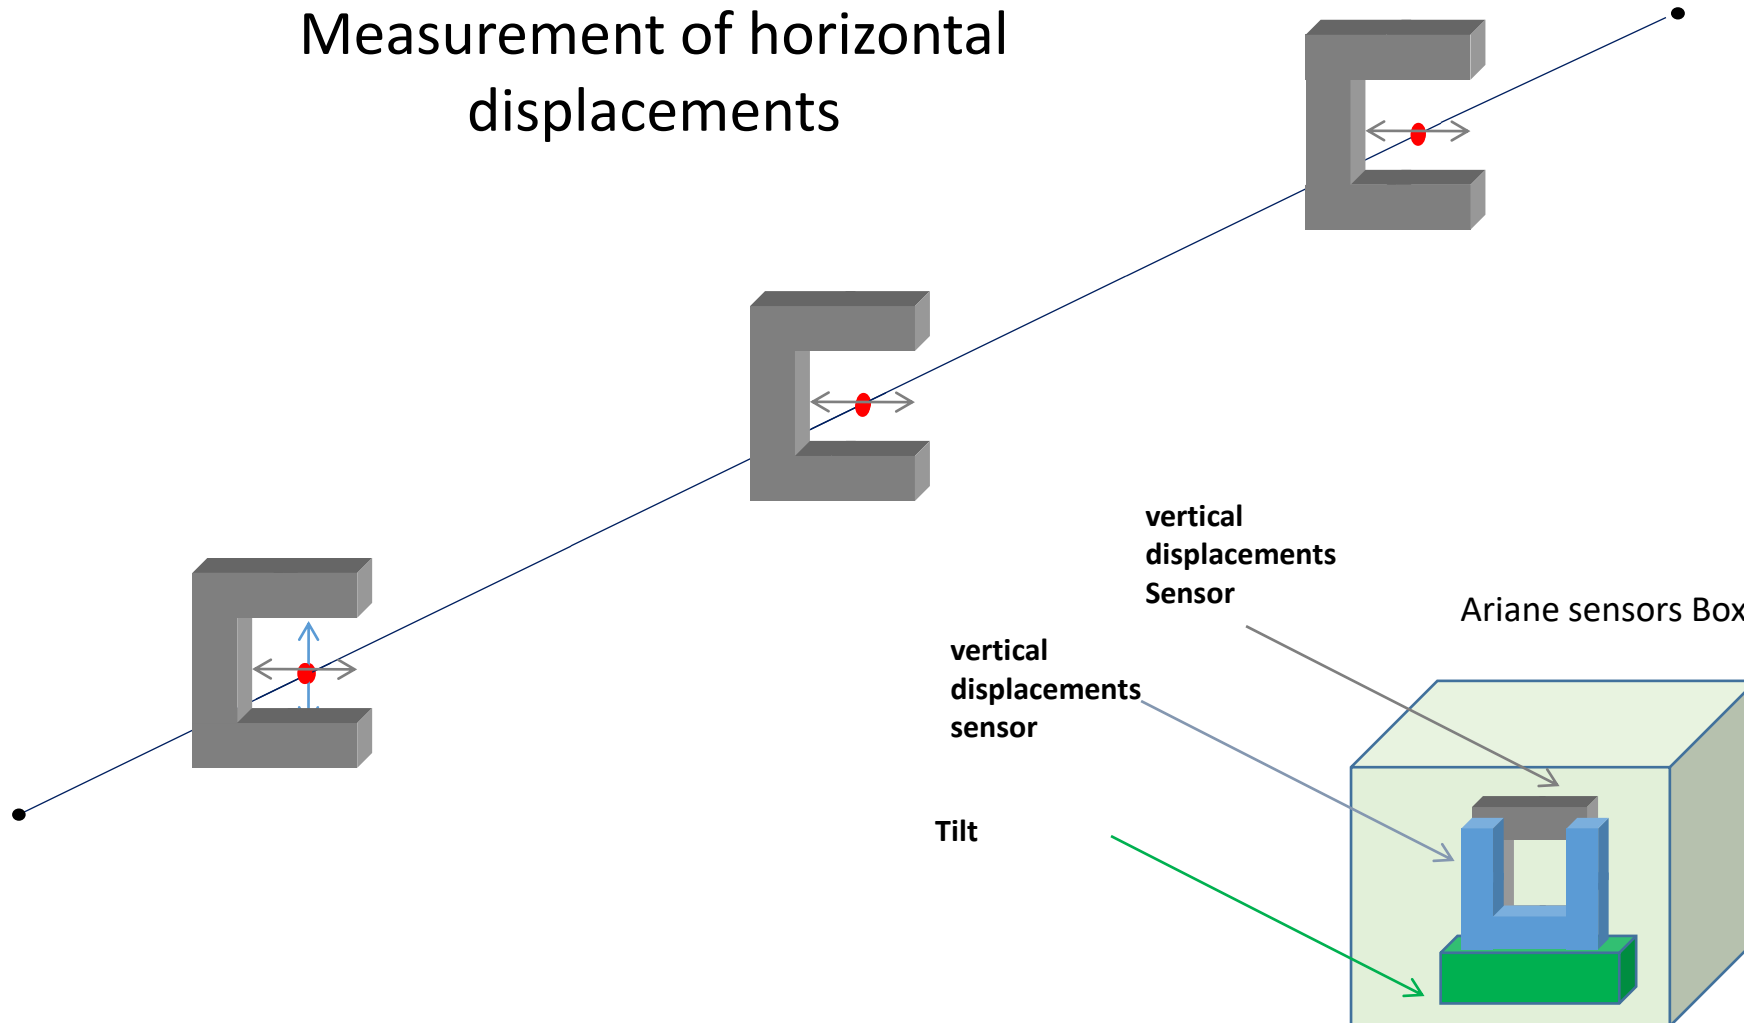 Measurement of horizontal
displacements
vertical
displacements
Sensor
Ariane sensors Box
vertical
displacements
sensor
Tilt